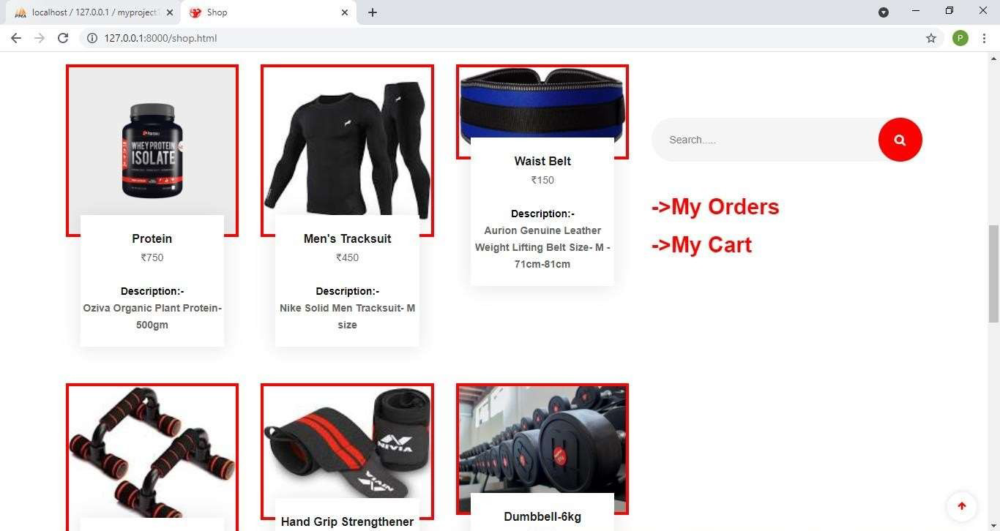 localhost / 127.0.0.1 / myproject
Shop
127.0.0.1:8000/shop.html
P
WHEY PROTEIN
ISOLATE
Protein
₹750
Description:-
Oziva Organic Plant Protein-
500gm
Men's Tracksuit
₹450
Description:-
Nike Solid Men Tracksuit- M
size
Waist Belt
₹150
Description:-
Aurion Genuine Leather
Weight Lifting Belt Size- M -
71cm-81cm
Search.....
->My Orders
->My Cart
NIVIA
NIVIA
Hand Grip Strengthener
Dumbbell-6kg